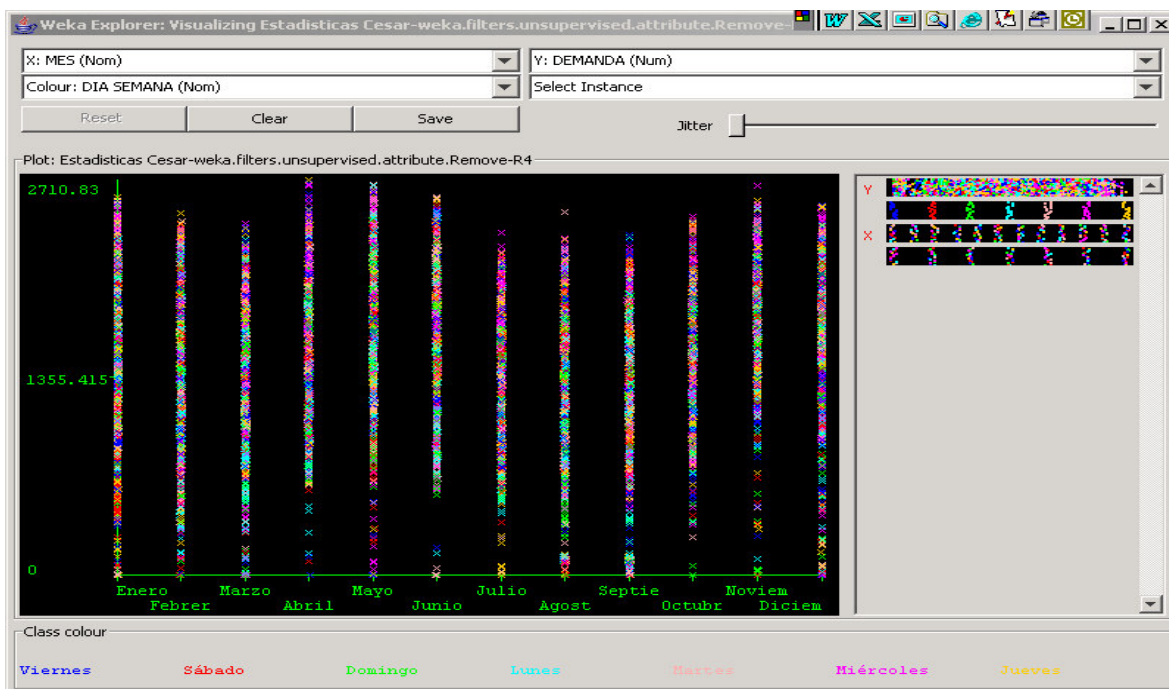 Weka Explorer: Visualizing Estadisticas Cesar-weka.filters.unsupervised.attribute.Remove-
X: MES (Nom)
Y: DEMANDA (Num)
Colour: DIA SEMANA (Nom)
Select Instance
Reset
Clear
Save
Jitter
Plot: Estadisticas Cesar-weka.filters.unsupervised.attribute.Remove-R4
2710.83
1355.415
0
Enero Marzo Mayo Julio Septie Noviem
Febrer Abril Junio Agost Octubr Diciem
Y
X
Class colour
Viernes Sábado Domingo Lunes Martes Miércoles Jueves